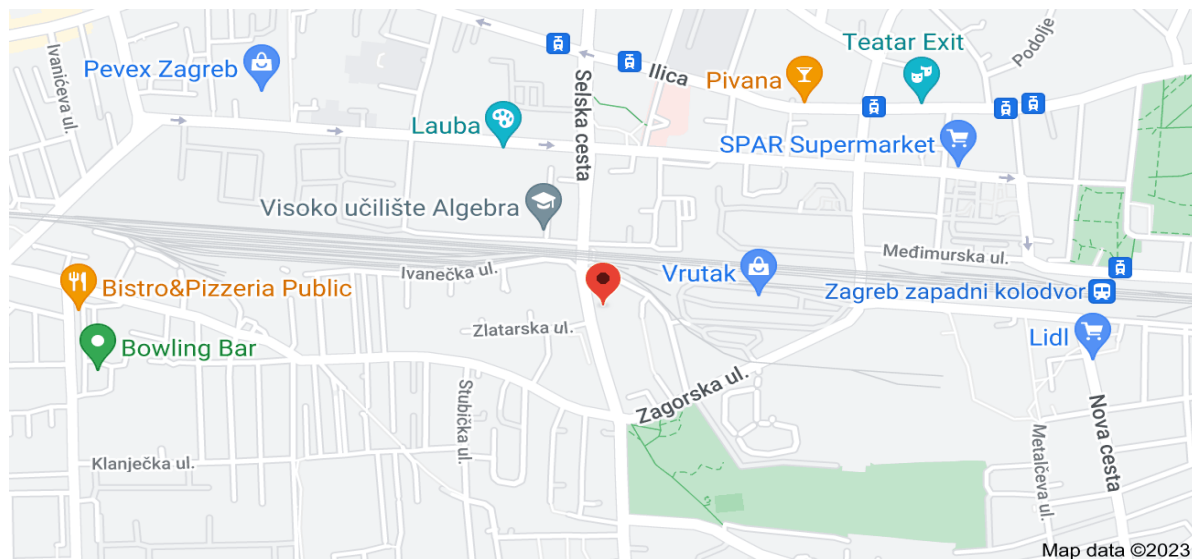 Ivanićeva ul.
Pevex Zagreb
Selska cesta
Ilica
Teatar Exit
Podolje
Pivana
Lauba
SPAR Supermarket
Visoko učilište Algebra
Međimurska ul.
Ivanečka ul.
Vrutak
Zagreb zapadni kolodvor
Bistro&Pizzeria Public
Zlatarska ul.
Lidl
Bowling Bar
Stubička ul.
Zagorska ul.
Nova cesta
Metalčeva ul.
Klanječka ul.
Map data ©2023